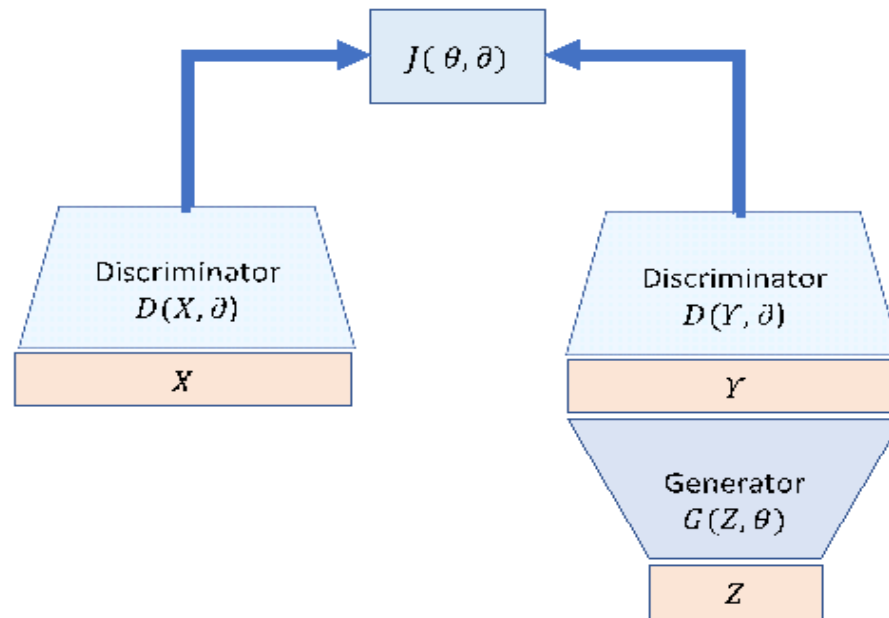 J( θ, ∂)
Discriminator
D(X, ∂)
X
Discriminator
D(Y, ∂)
Y
Generator
G(Z, θ)
Z